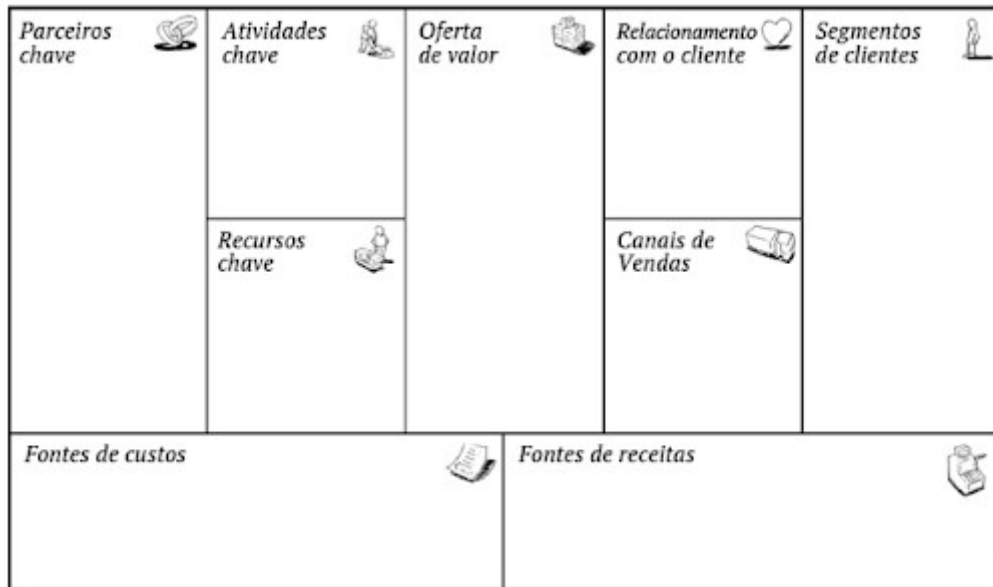 Parceiros
chave
Atividades
chave
Oferta
de valor
Relacionamento
com o cliente
Segmentos
de clientes
Recursos
chave
Canais de
Vendas
Fontes de custos
Fontes de receitas